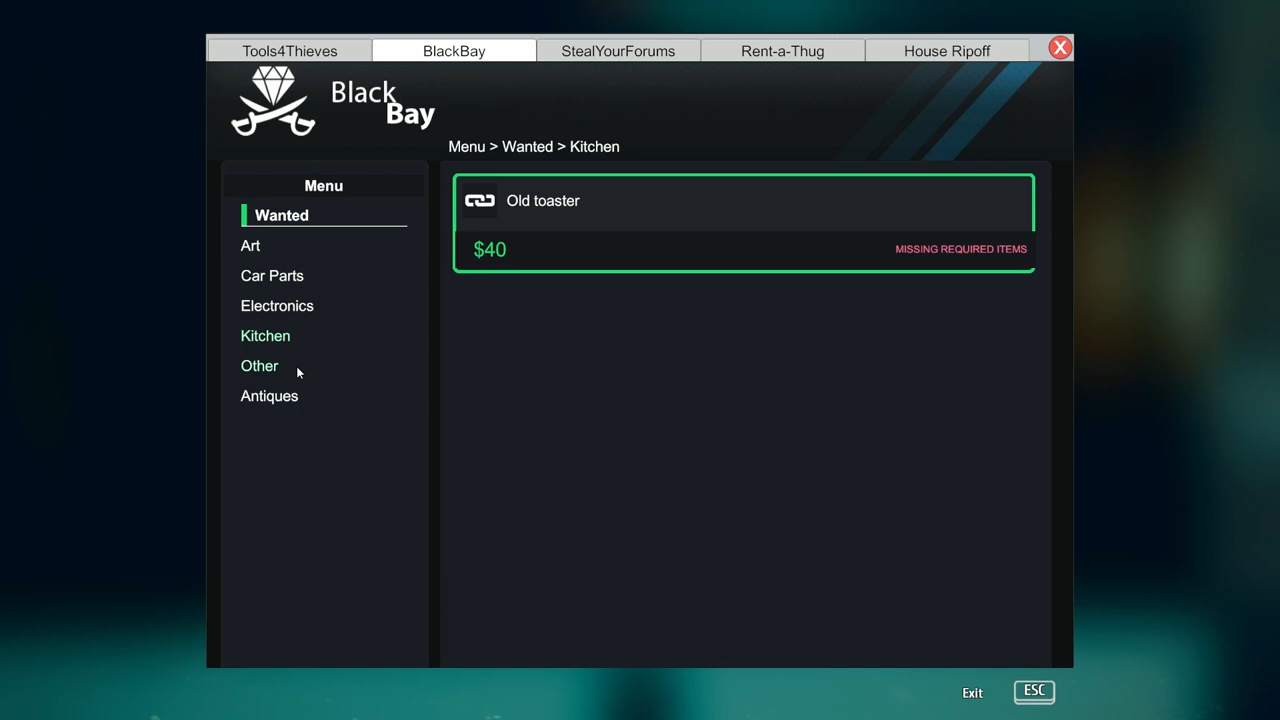 Tools4Thieves
BlackBay
StealYourForums
Rent-a-Thug
House Ripoff
X
Black
Bay
Menu > Wanted > Kitchen
Menu
Wanted
Art
Car Parts
Electronics
Kitchen
Other
Antiques
Old toaster
$40
MISSING REQUIRED ITEMS
Exit
ESC